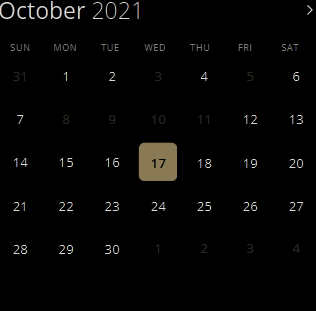 October 2021
SUN MON TUE WED THU FRI SAT
31 1 2 3 4 5 6
7 8 9 10 11 12 13
14 15 16 17 18 19 20
21 22 23 24 25 26 27
28 29 30 1 2 3 4